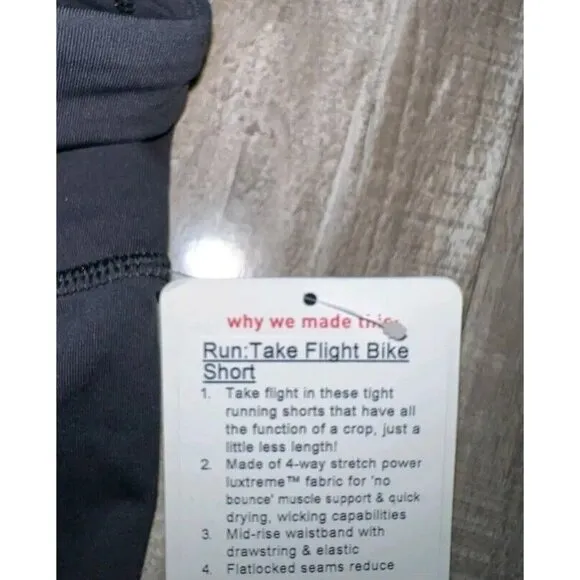 why we made this:
Run:Take Flight Bike
Short
1. Take flight in these tight
running shorts that have all
the function of a crop, just a
little less length!
2. Made of 4-way stretch power
luxtreme™ fabric for 'no
bounce' muscle support & quick
drying, wicking capabilities
3. Mid-rise waistband with
drawstring & elastic
4. Flatlocked seams reduce